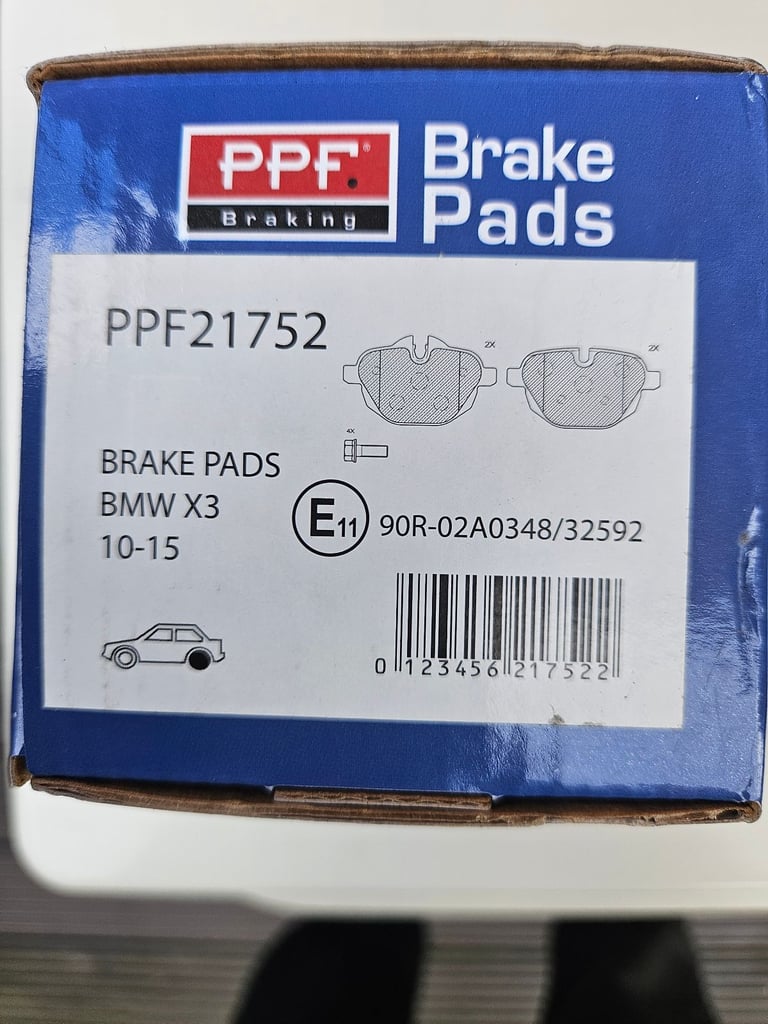 PPF®
Braking
Brake
Pads
PPF21752
2X
2X
4X
BRAKE PADS
BMW X3
10-15
E11
90R-02A0348/32592
0 123456 217522